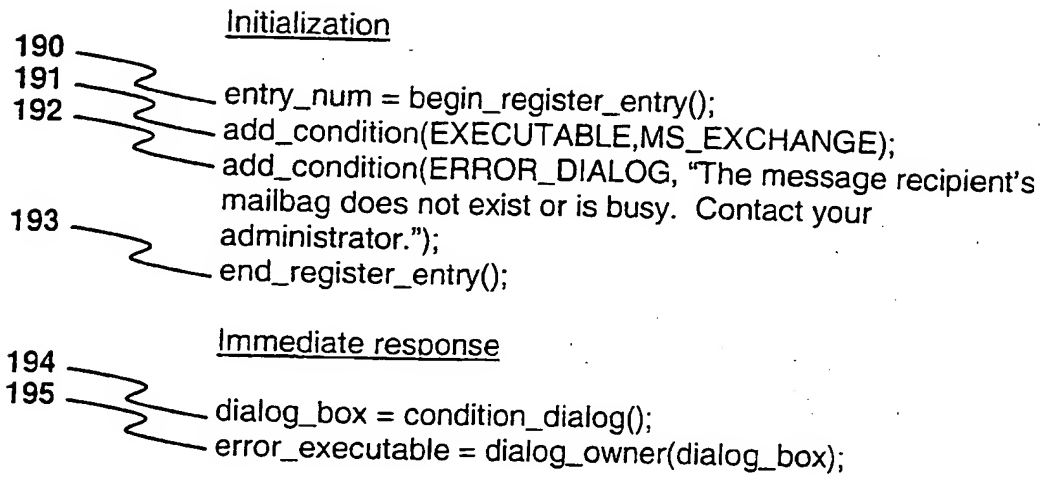 Initialization
190
191
192
entry_num = begin_register_entry();
add_condition(EXECUTABLE,MS_EXCHANGE);
add_condition(ERROR_DIALOG, “The message recipient's
mailbag does not exist or is busy. Contact your
193
administrator.”);
end_register_entry();
Immediate response
194
195
dialog_box = condition_dialog();
error_executable = dialog_owner(dialog_box);